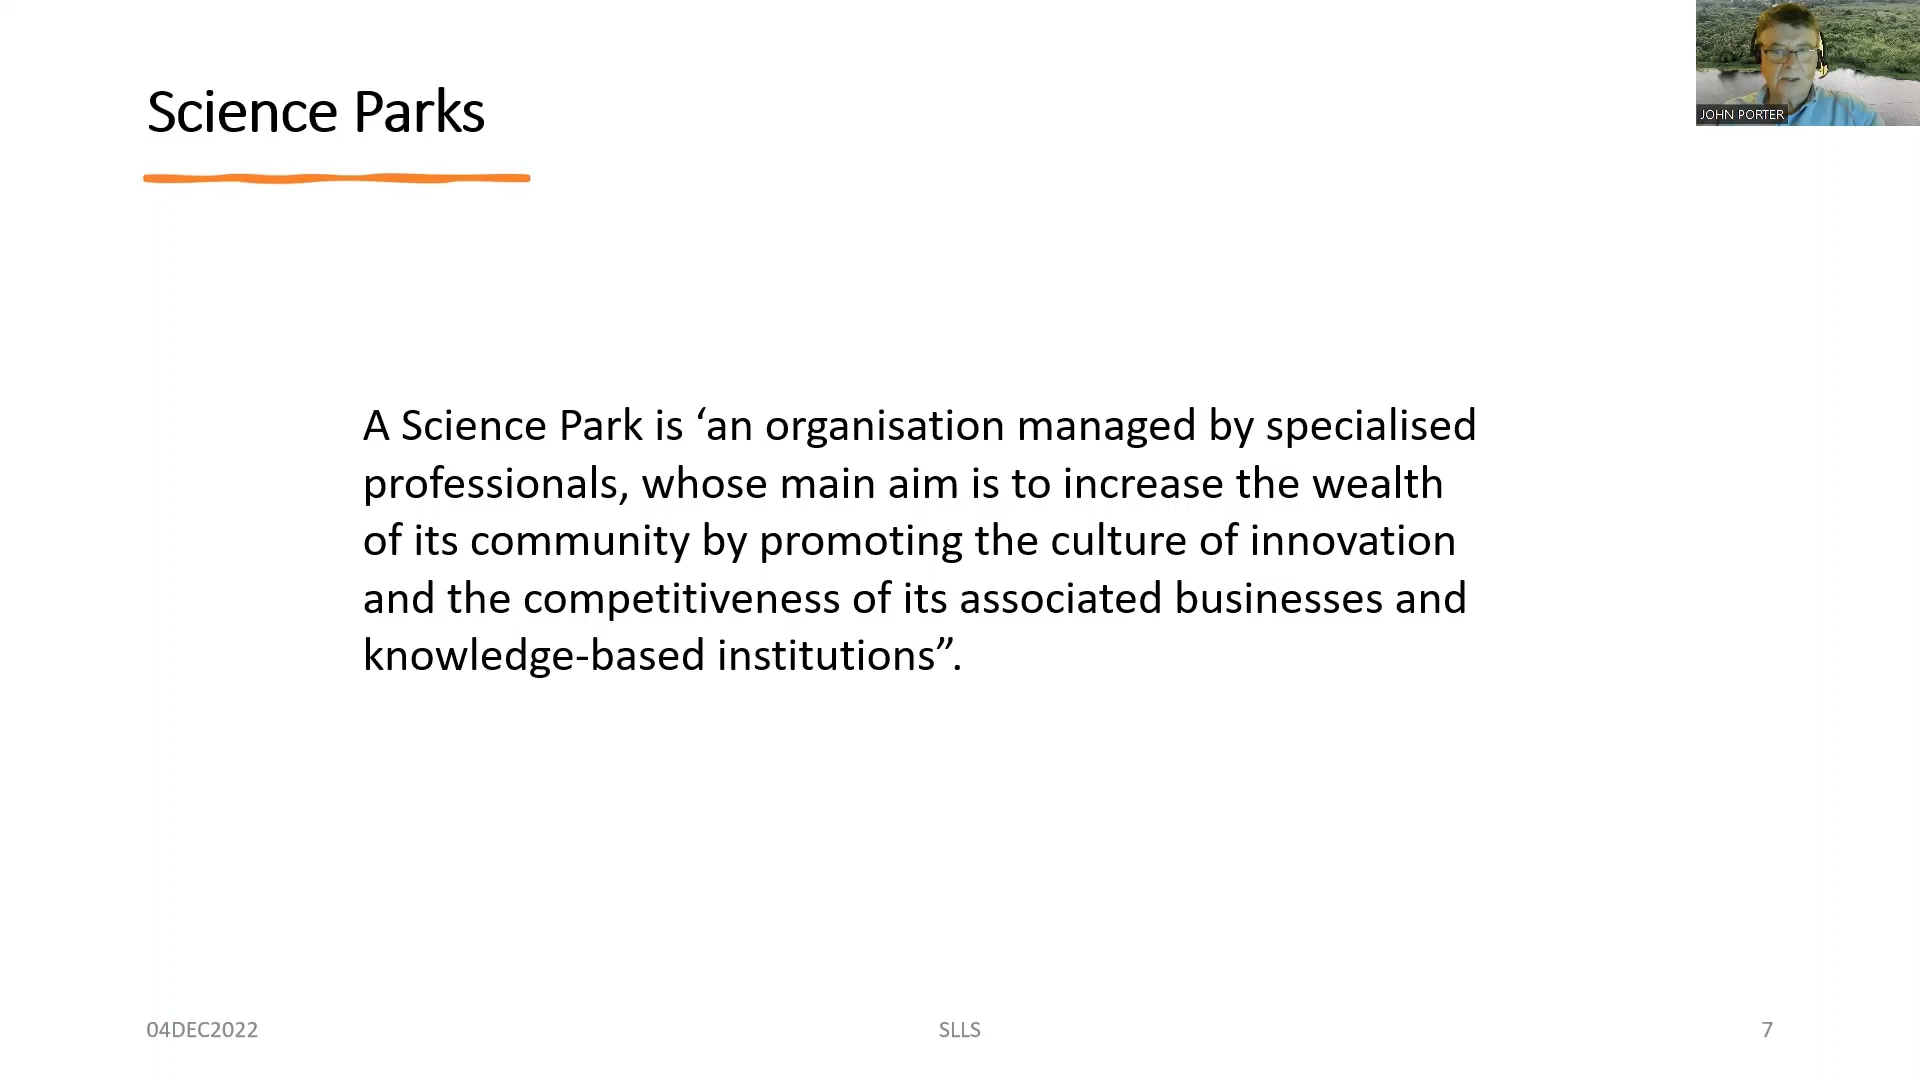 Science Parks
JOHN PORTER
A Science Park is ‘an organisation managed by specialised
professionals, whose main aim is to increase the wealth
of its community by promoting the culture of innovation
and the competitiveness of its associated businesses and
knowledge-based institutions”.
04DEC2022
SLLS
7